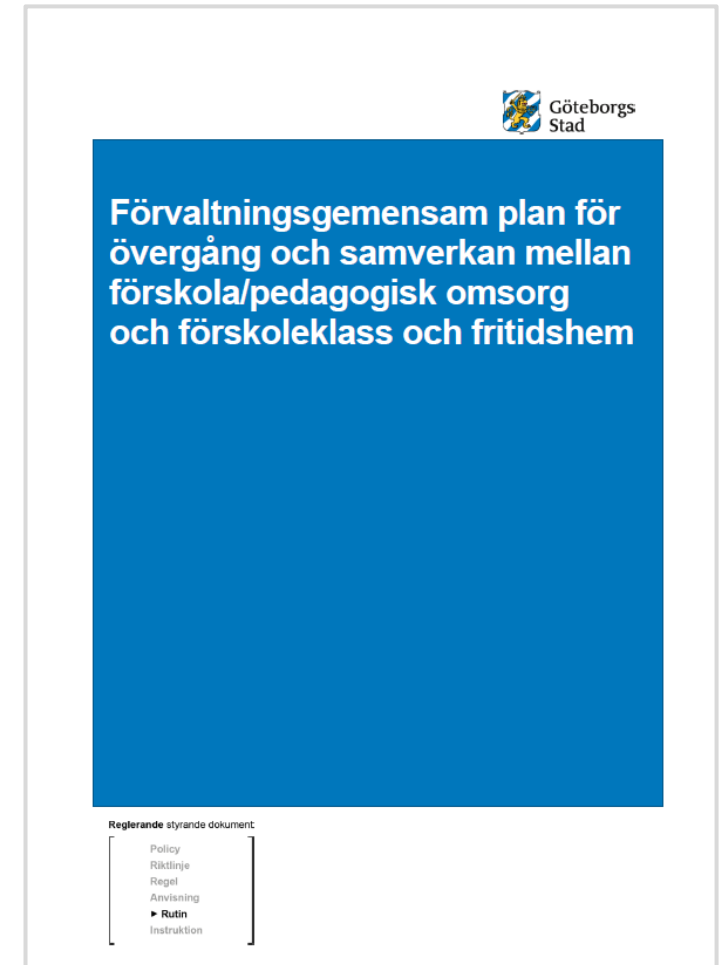 Göteborgs
Stad
Förvaltningsgemensam plan för
övergång och samverkan mellan
förskola/pedagogisk omsorg
och förskoleklass och fritidshem
Reglerande styrande dokument
Policy
Riktlinje
Regel
Anvisning
► Rutin
Instruktion